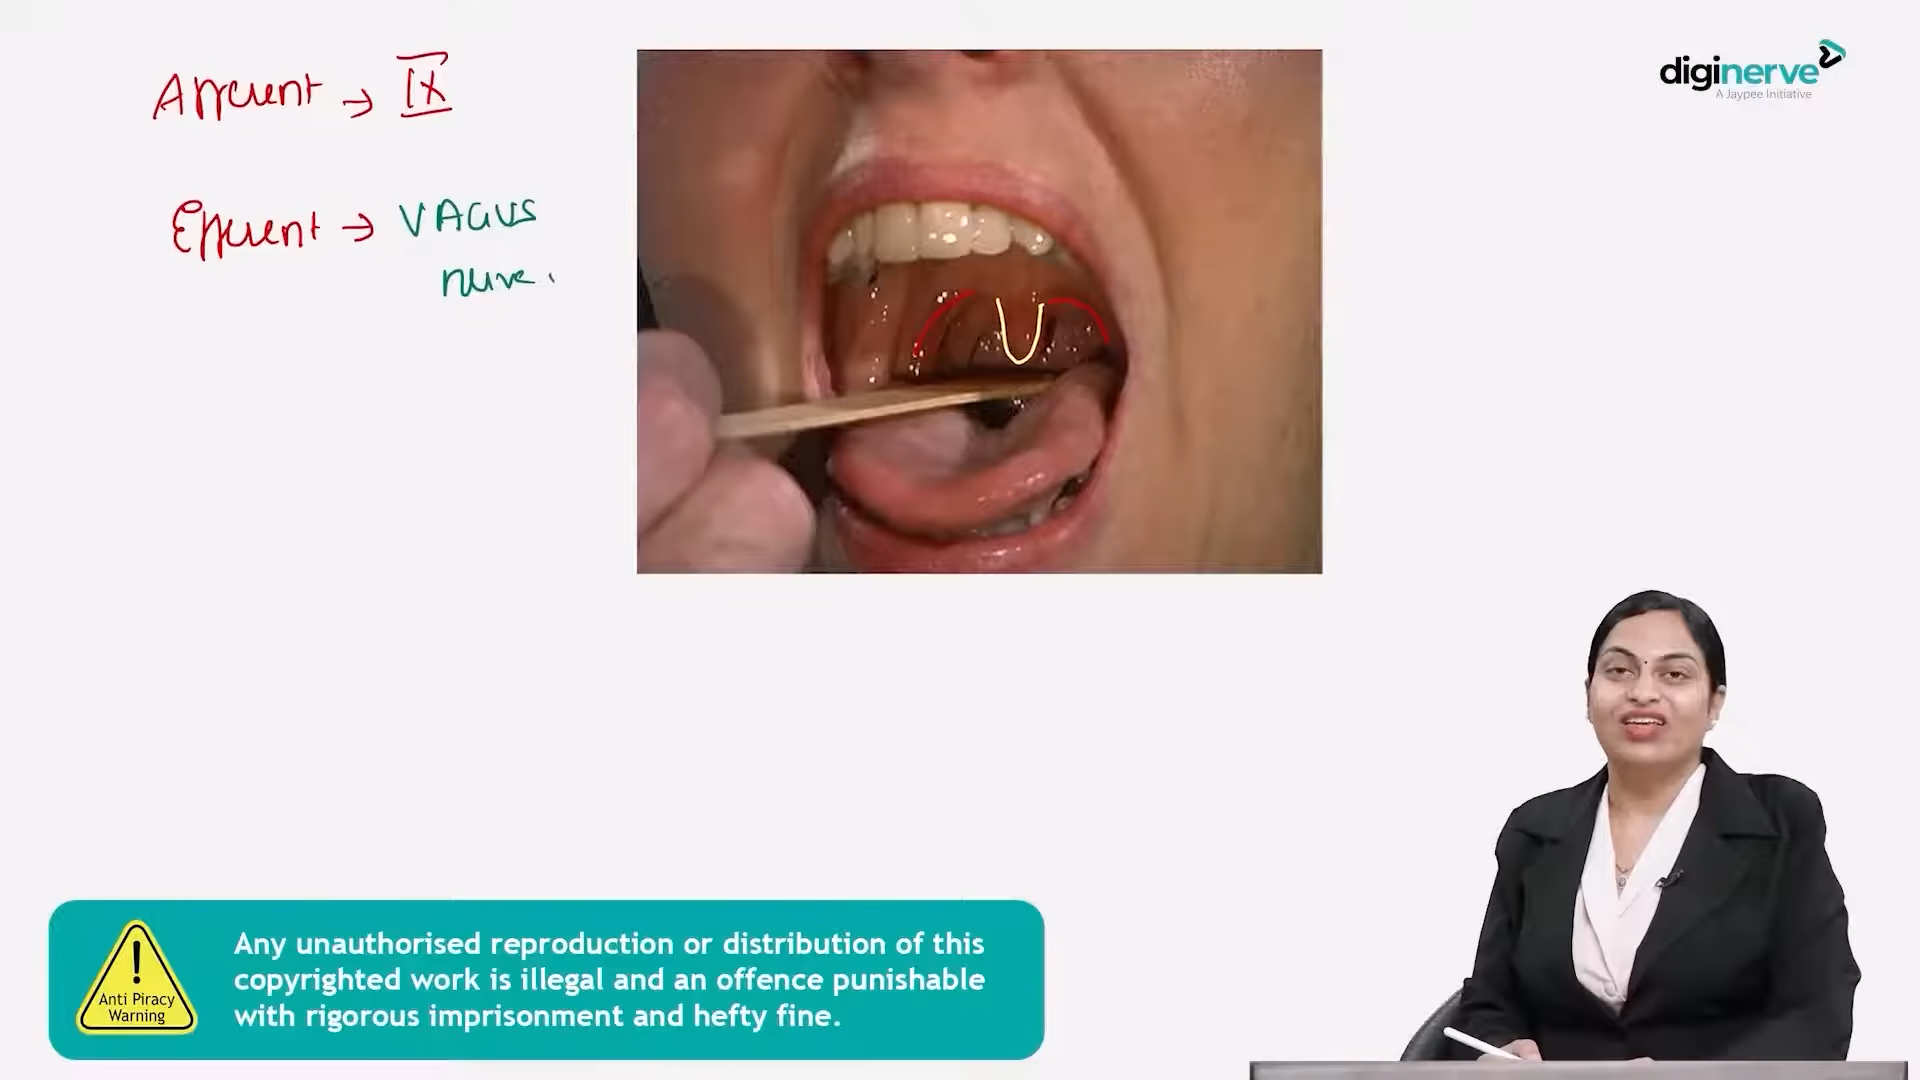 Afferent → IX
Efferent → VAGUS
nerve.
diginerve
A Jaypee Initiative
Anti Piracy
Warning
Any unauthorised reproduction or distribution of this
copyrighted work is illegal and an offence punishable
with rigorous imprisonment and hefty fine.